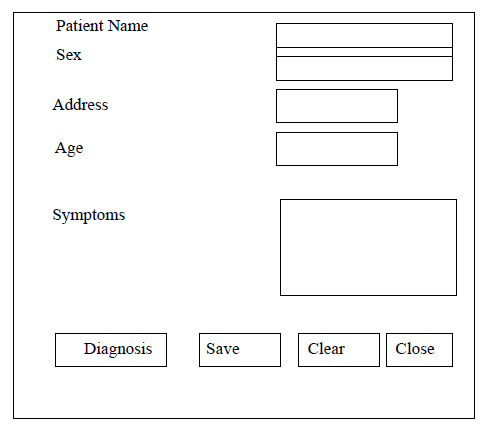 Patient Name
Sex
Address
Age
Symptoms
Diagnosis Save Clear Close